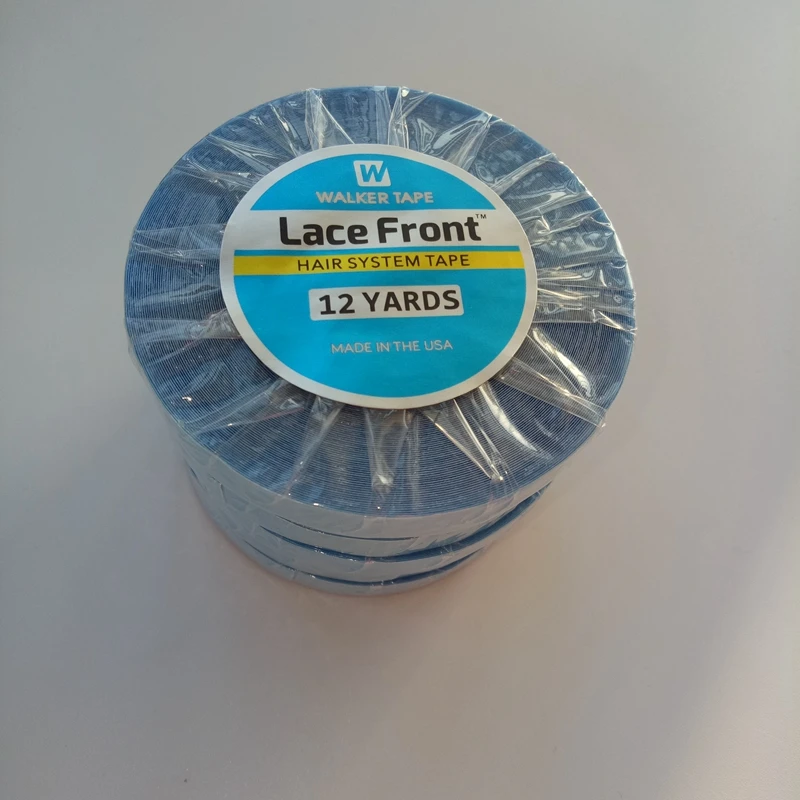 W
WALKER TAPE
Lace Front™
HAIR SYSTEM TAPE
12 YARDS
MADE IN THE USA